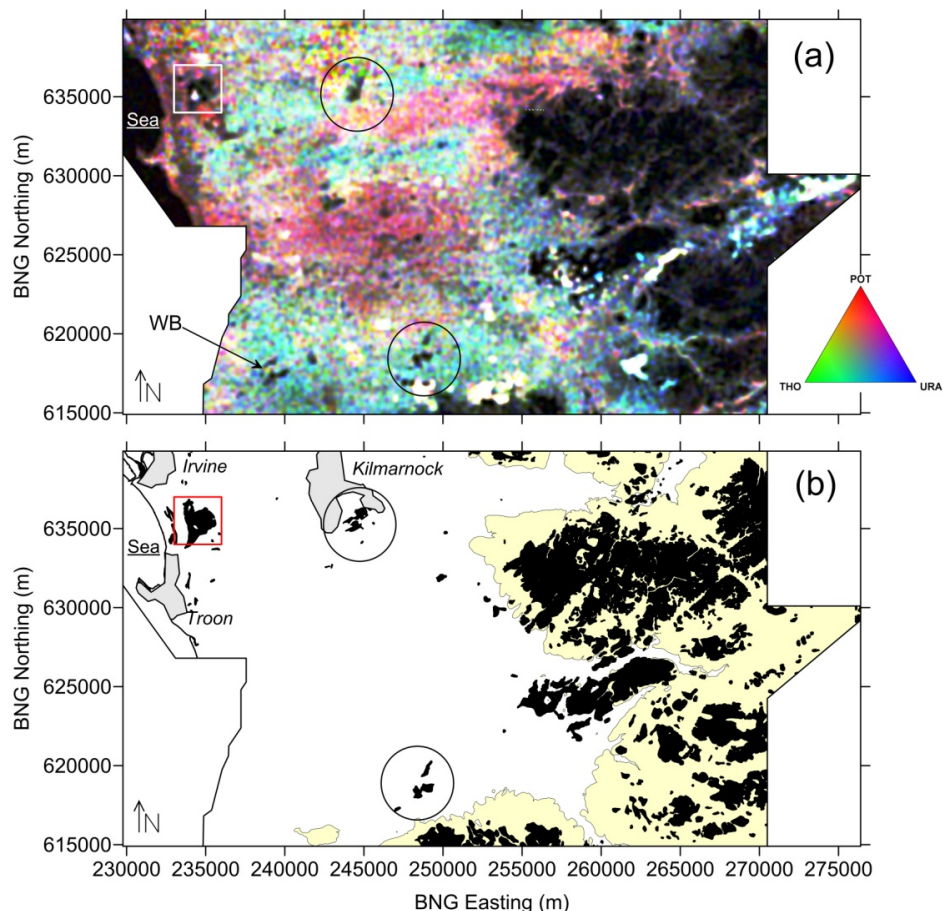 (a)
635000
Sea
630000
BNG Northing (m)
625000
620000
WB
N
615000
POT
THO
URA
(b)
Irvine
Kilmarnock
635000
Sea
630000
Troon
BNG Northing (m)
625000
620000
N
615000
230000 235000 240000 245000 250000 255000 260000 265000 270000 275000
BNG Easting (m)